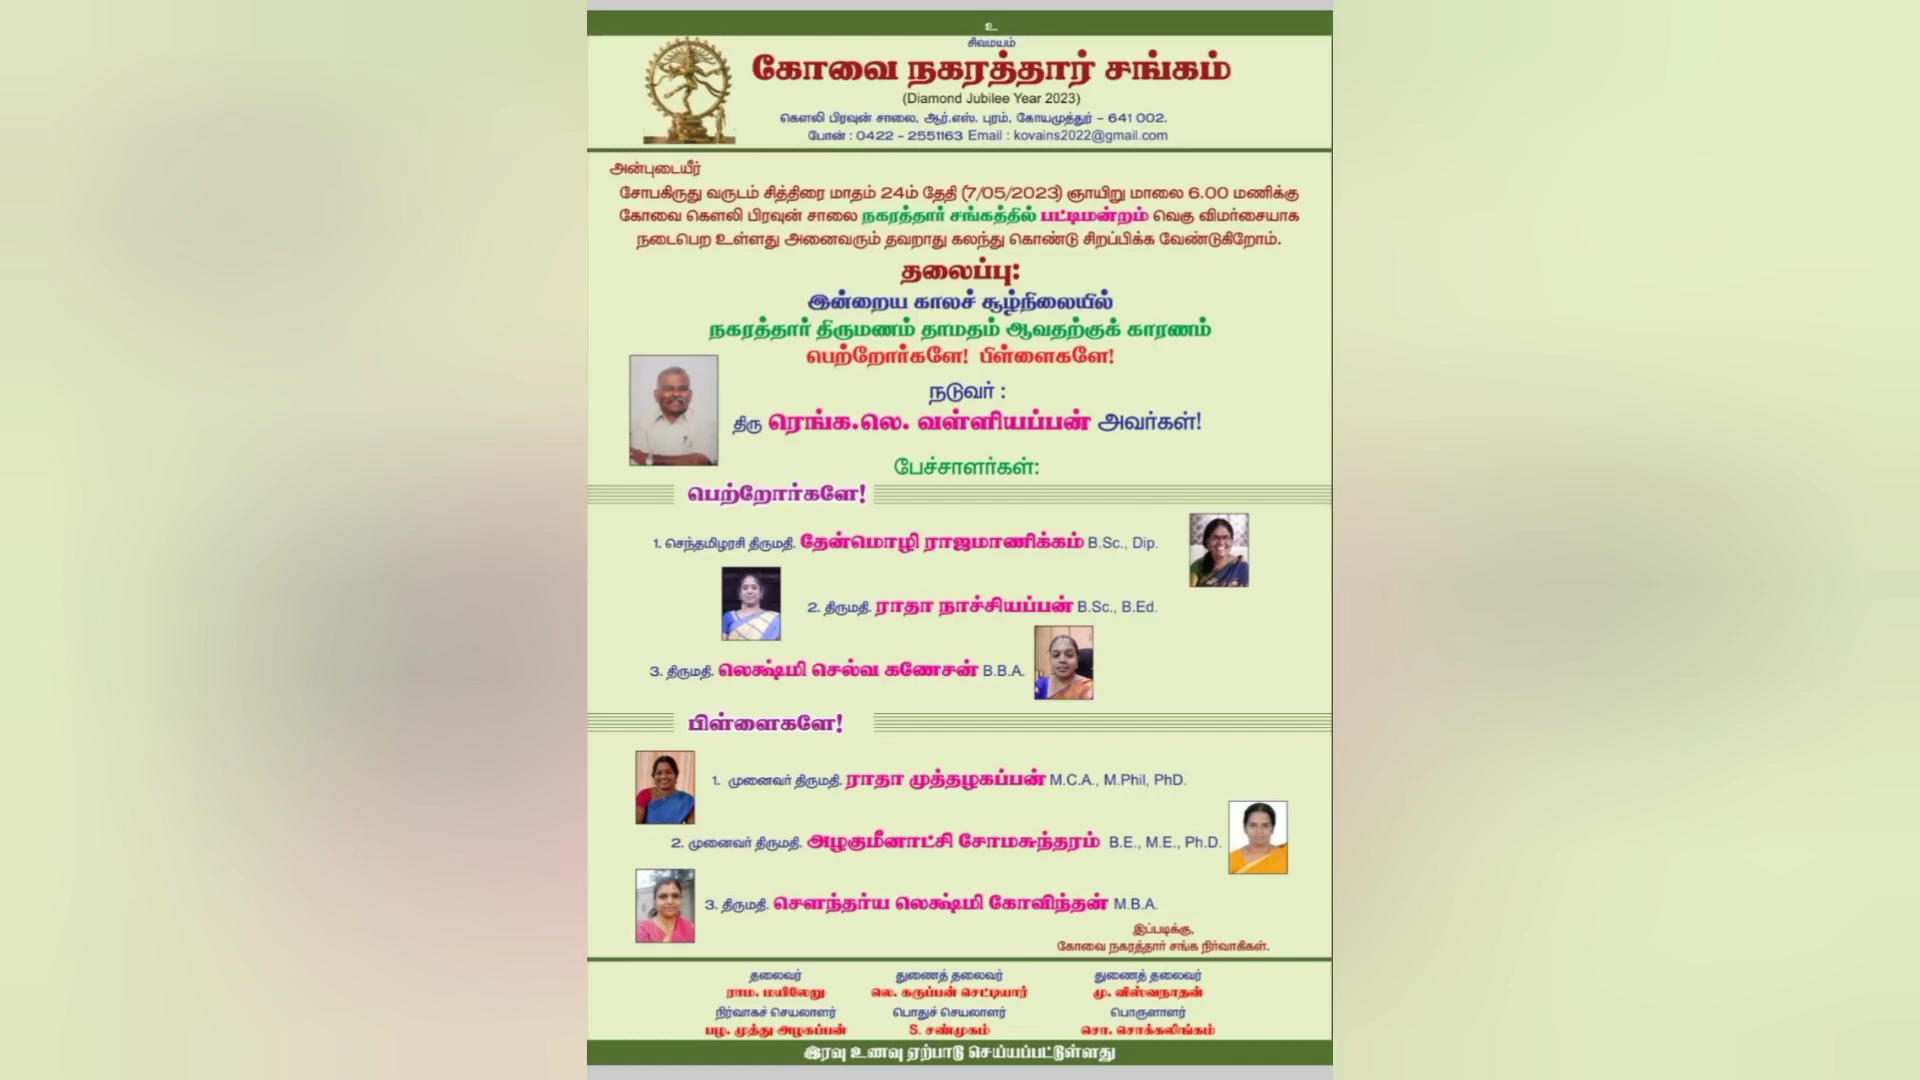 உ
சிவமயம்
கோவை நகரத்தார் சங்கம்
(Diamond Jubilee Year 2023)
கௌலி பிரவுன் சாலை, ஆர்.எஸ். புரம், கோயமுத்துர் - 641 002.
போன் : 0422 - 2551163 Email : kovains2022@gmail.com
அன்புடையீர்
சோபகிருது வருடம் சித்திரை மாதம் 24ம் தேதி (7/05/2023) ஞாயிறு மாலை 6.00 மணிக்கு
கோவை கௌலி பிரவுன் சாலை நகரத்தார் சங்கத்தில் பட்டிமன்றம் வெகு விமர்சையாக
நடைபெற உள்ளது அனைவரும் தவறாது கலந்து கொண்டு சிறப்பிக்க வேண்டுகிறோம்.
தலைப்பு:
இன்றைய காலச் சூழ்நிலையில்
நகரத்தார் திருமணம் தாமதம் ஆவதற்குக் காரணம்
பெற்றோர்களே! பிள்ளைகளே!
நடுவர் :
திரு ரெங்க.லெ. வள்ளியப்பன் அவர்கள்!
பேச்சாளர்கள்:
பெற்றோர்களே!
1. செந்தமிழரசி திருமதி. தேன்மொழி ராஜமாணிக்கம் B.Sc., Dip.
2. திருமதி. ராதா நாச்சியப்பன் B.Sc., B.Ed.
3. திருமதி. லெக்ஷ்மி செல்வ கணேசன் B.B.A.
பிள்ளைகளே!
1. முனைவர் திருமதி. ராதா முத்தழகப்பன் M.C.A., M.Phil, PhD.
2. முனைவர் திருமதி. அழகுமீனாட்சி சோமசுந்தரம் B.E., M.E., Ph.D.
3. திருமதி. சௌந்தர்ய லெக்ஷ்மி கோவிந்தன் M.B.A.
இப்படிக்கு,
கோவை நகரத்தார் சங்க நிர்வாகிகள்.
தலைவர் துணைத் தலைவர் துணைத் தலைவர்
ராம. மயிலேறு லெ. கருப்பன் செட்டியார் மு. விஸ்வநாதன்
நிர்வாகச் செயலாளர் பொதுச் செயலாளர் பொருளாளர்
பழ. முத்து அழகப்பன் S. சண்முகம் சொ. சொக்கலிங்கம்
இரவு உணவு ஏற்பாடு செய்யப்பட்டுள்ளது